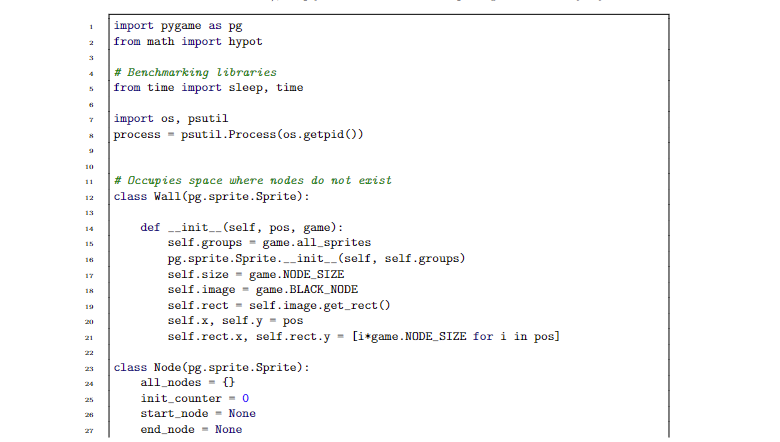 1 import pygame as pg
2 from math import hypot
3
4 # Benchmarking libraries
5 from time import sleep, time
6
7 import os, psutil
8 process = psutil.Process(os.getpid())
9
10
11 # Occupies space where nodes do not exist
12 class Wall(pg.sprite.Sprite):
13
14     def __init__(self, pos, game):
15         self.groups = game.all_sprites
16         pg.sprite.Sprite.__init__(self, self.groups)
17         self.size = game.NODE_SIZE
18         self.image = game.BLACK_NODE
19         self.rect = self.image.get_rect()
20         self.x, self.y = pos
21         self.rect.x, self.rect.y = [i*game.NODE_SIZE for i in pos]
22
23 class Node(pg.sprite.Sprite):
24     all_nodes = {}
25     init_counter = 0
26     start_node = None
27     end_node = None